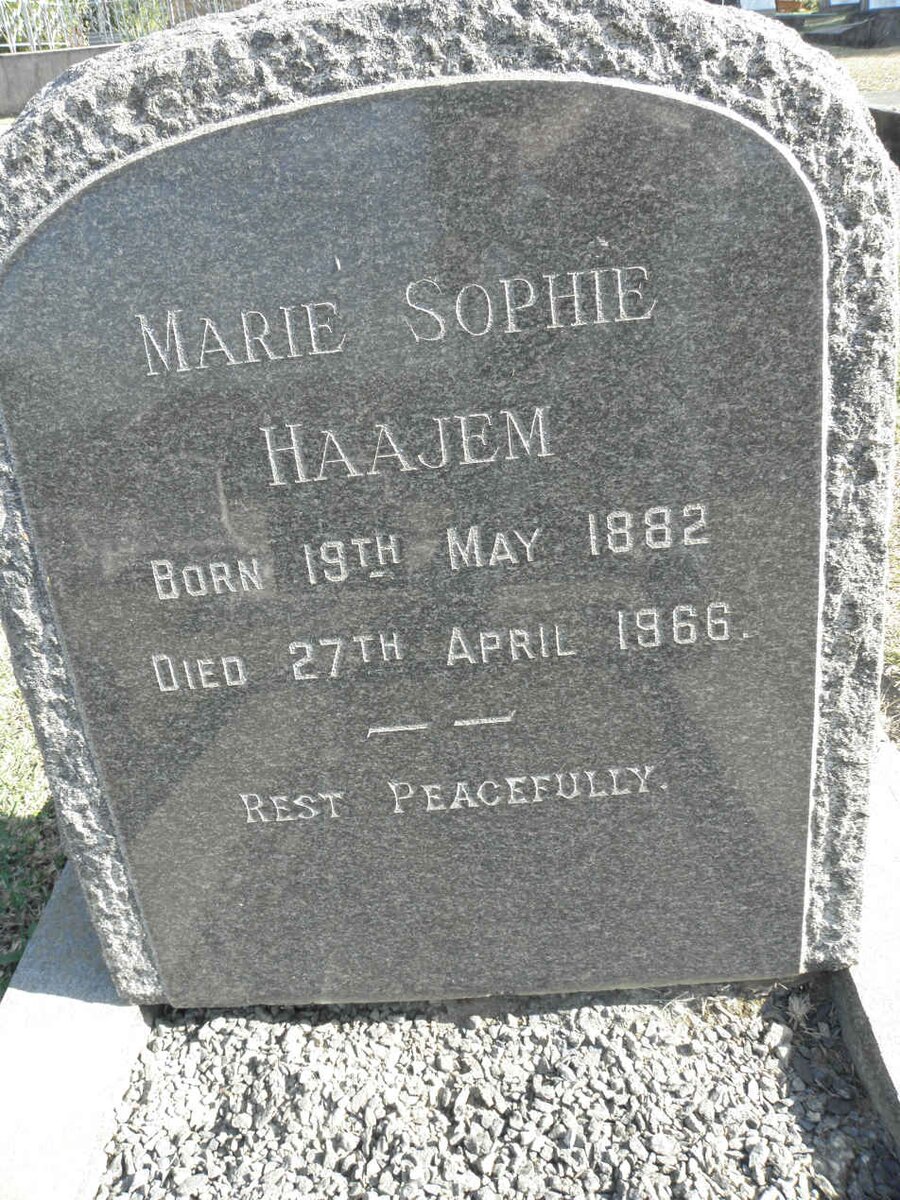 MARIE SOPHIE
HAAJEM
BORN 19TH MAY 1882
DIED 27TH APRIL 1966.
— —
REST PEACEFULLY.